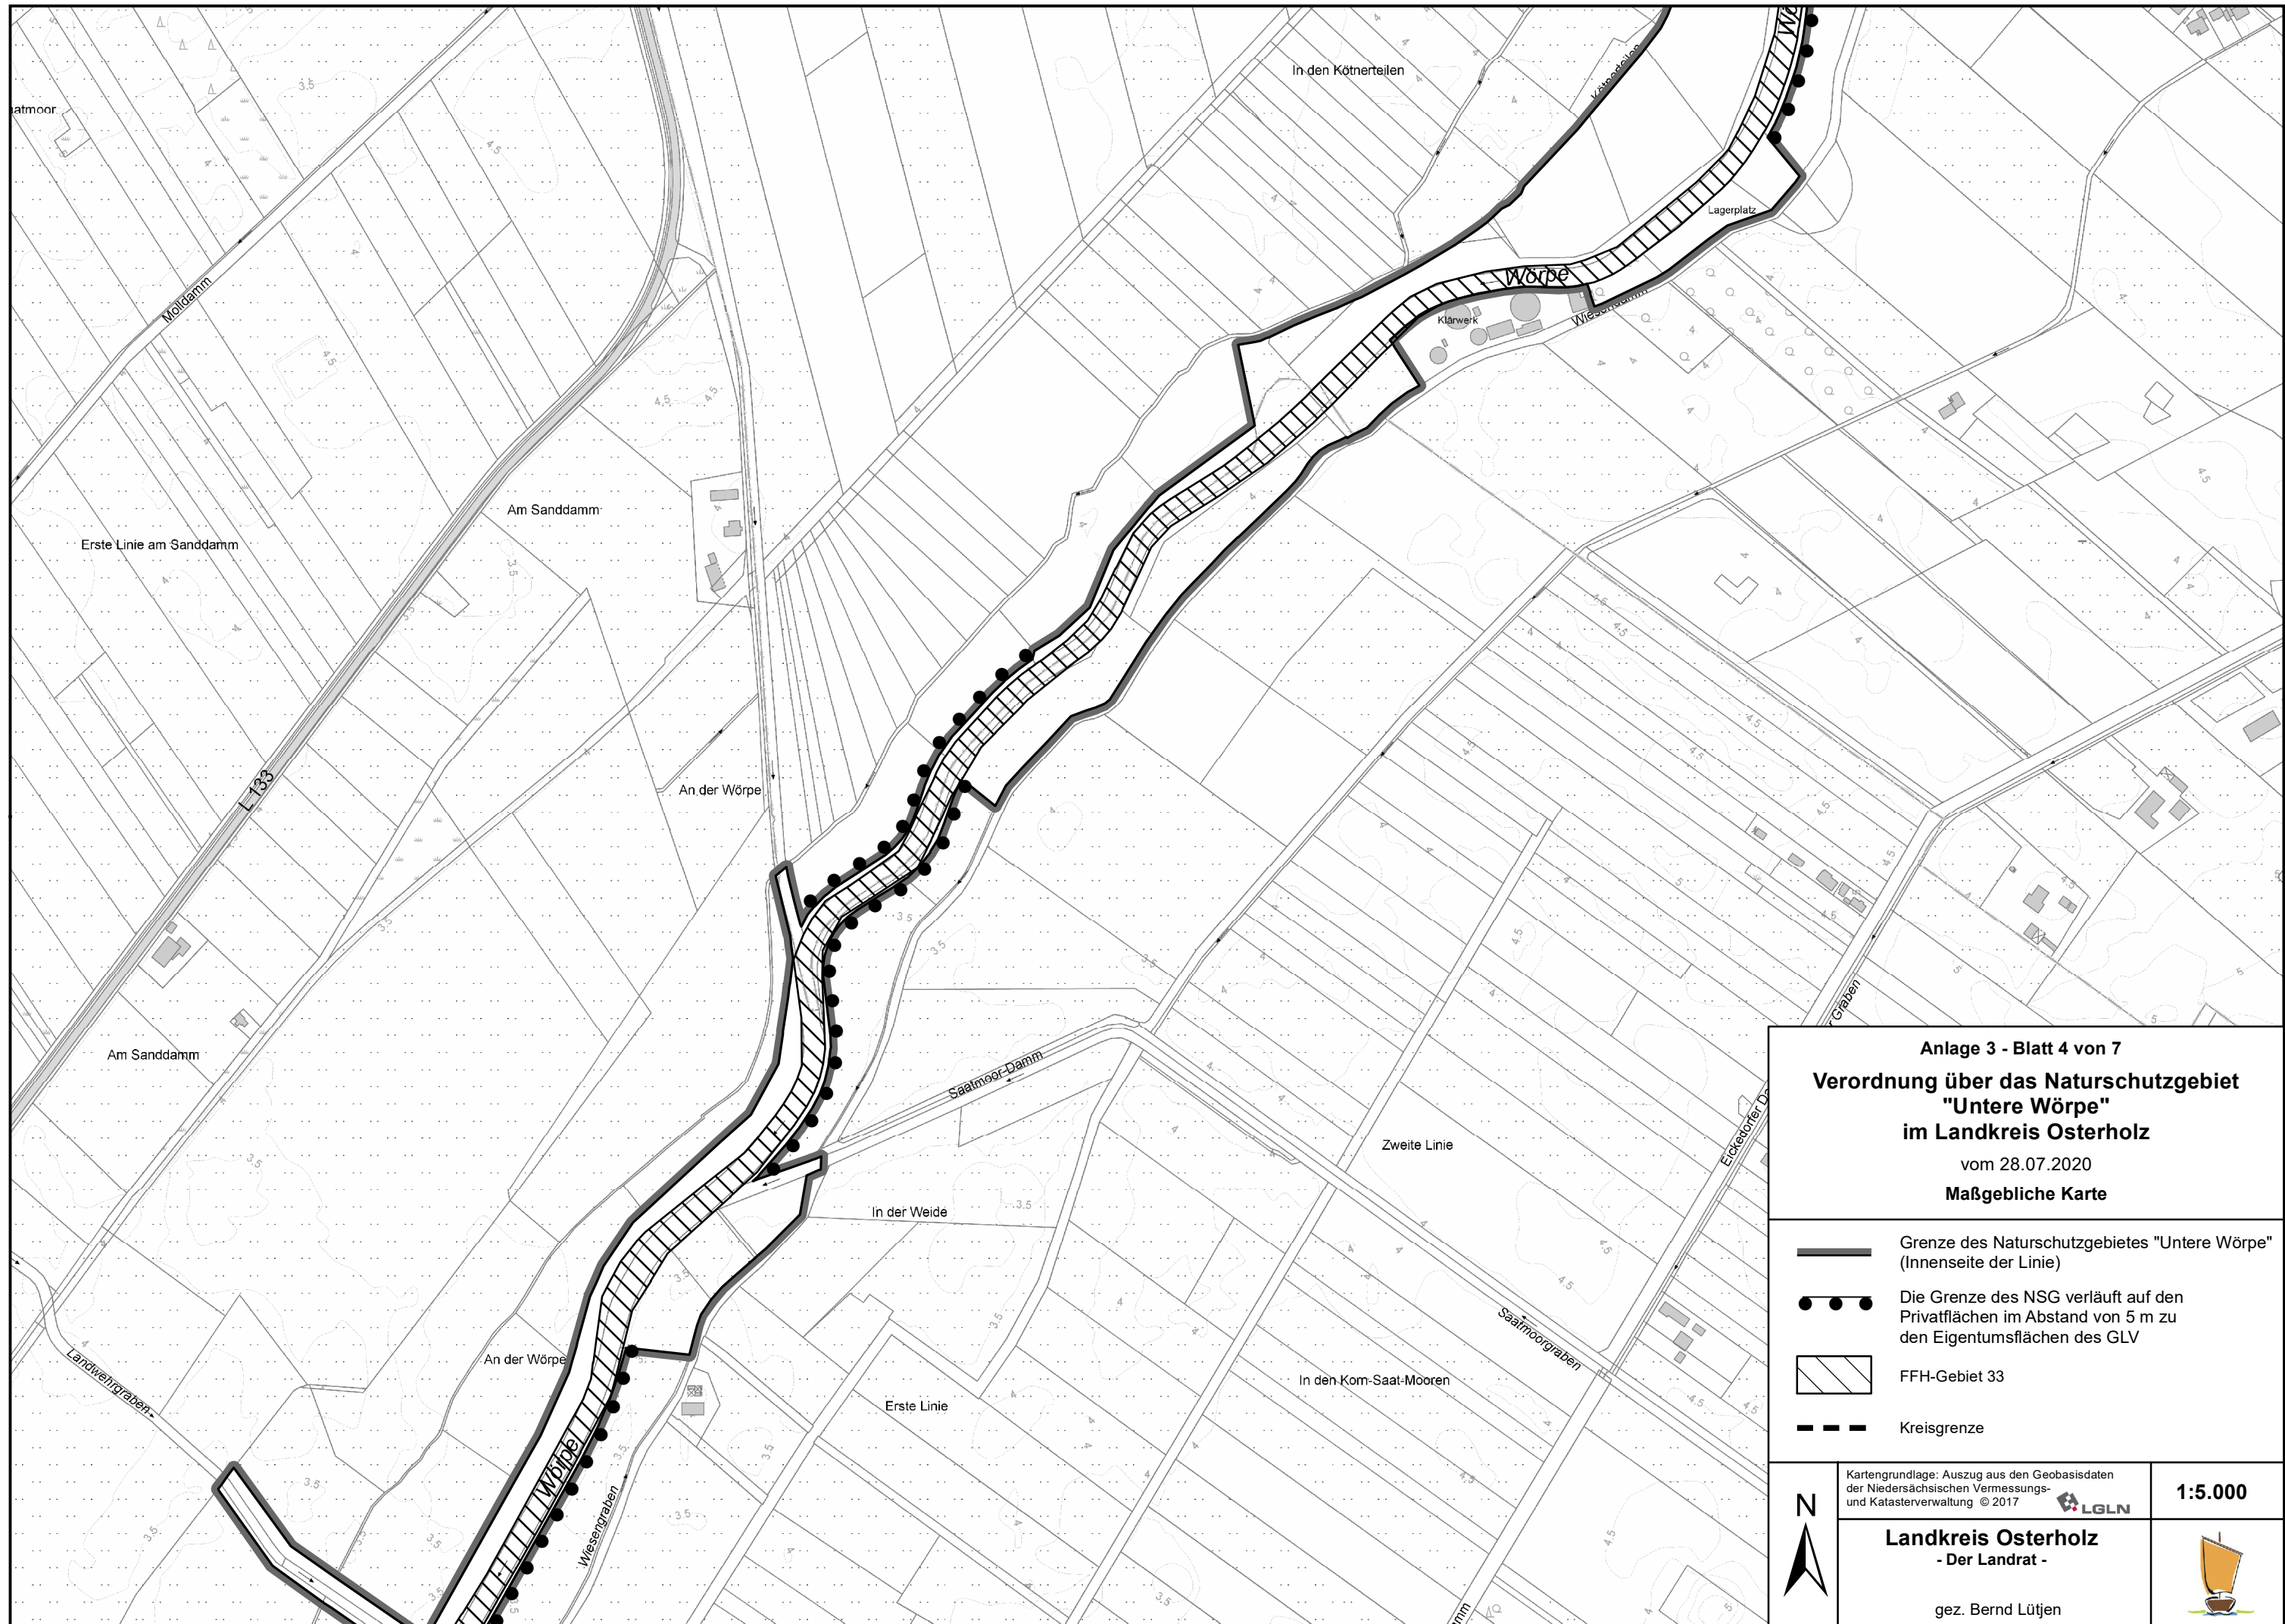 In den Kötnerteilen
Kötnerteilen
atmoor
Lagerplatz
Molldamm
Wörpe
Klärwerk
Am Sanddamm
Erste Linie am Sanddamm
L 133
An der Wörpe
Am Sanddamm
Saatmoor-Damm
Zweite Linie
In der Weide
An der Wörpe
Landwehrgraben
Erste Linie
In den Kom-Saat-Mooren
Saatmoorgraben
Wörpe
Wiesengraben
r Graben
Eickedorfer Da
Anlage 3 - Blatt 4 von 7
Verordnung über das Naturschutzgebiet
"Untere Wörpe"
im Landkreis Osterholz
vom 28.07.2020
Maßgebliche Karte
Grenze des Naturschutzgebietes "Untere Wörpe"
(Innenseite der Linie)
Die Grenze des NSG verläuft auf den
Privatflächen im Abstand von 5 m zu
den Eigentumsflächen des GLV
FFH-Gebiet 33
Kreisgrenze
N
Kartengrundlage: Auszug aus den Geobasisdaten
der Niedersächsischen Vermessungs-
und Katasterverwaltung © 2017
LGLN
1:5.000
Landkreis Osterholz
- Der Landrat -
gez. Bernd Lütjen